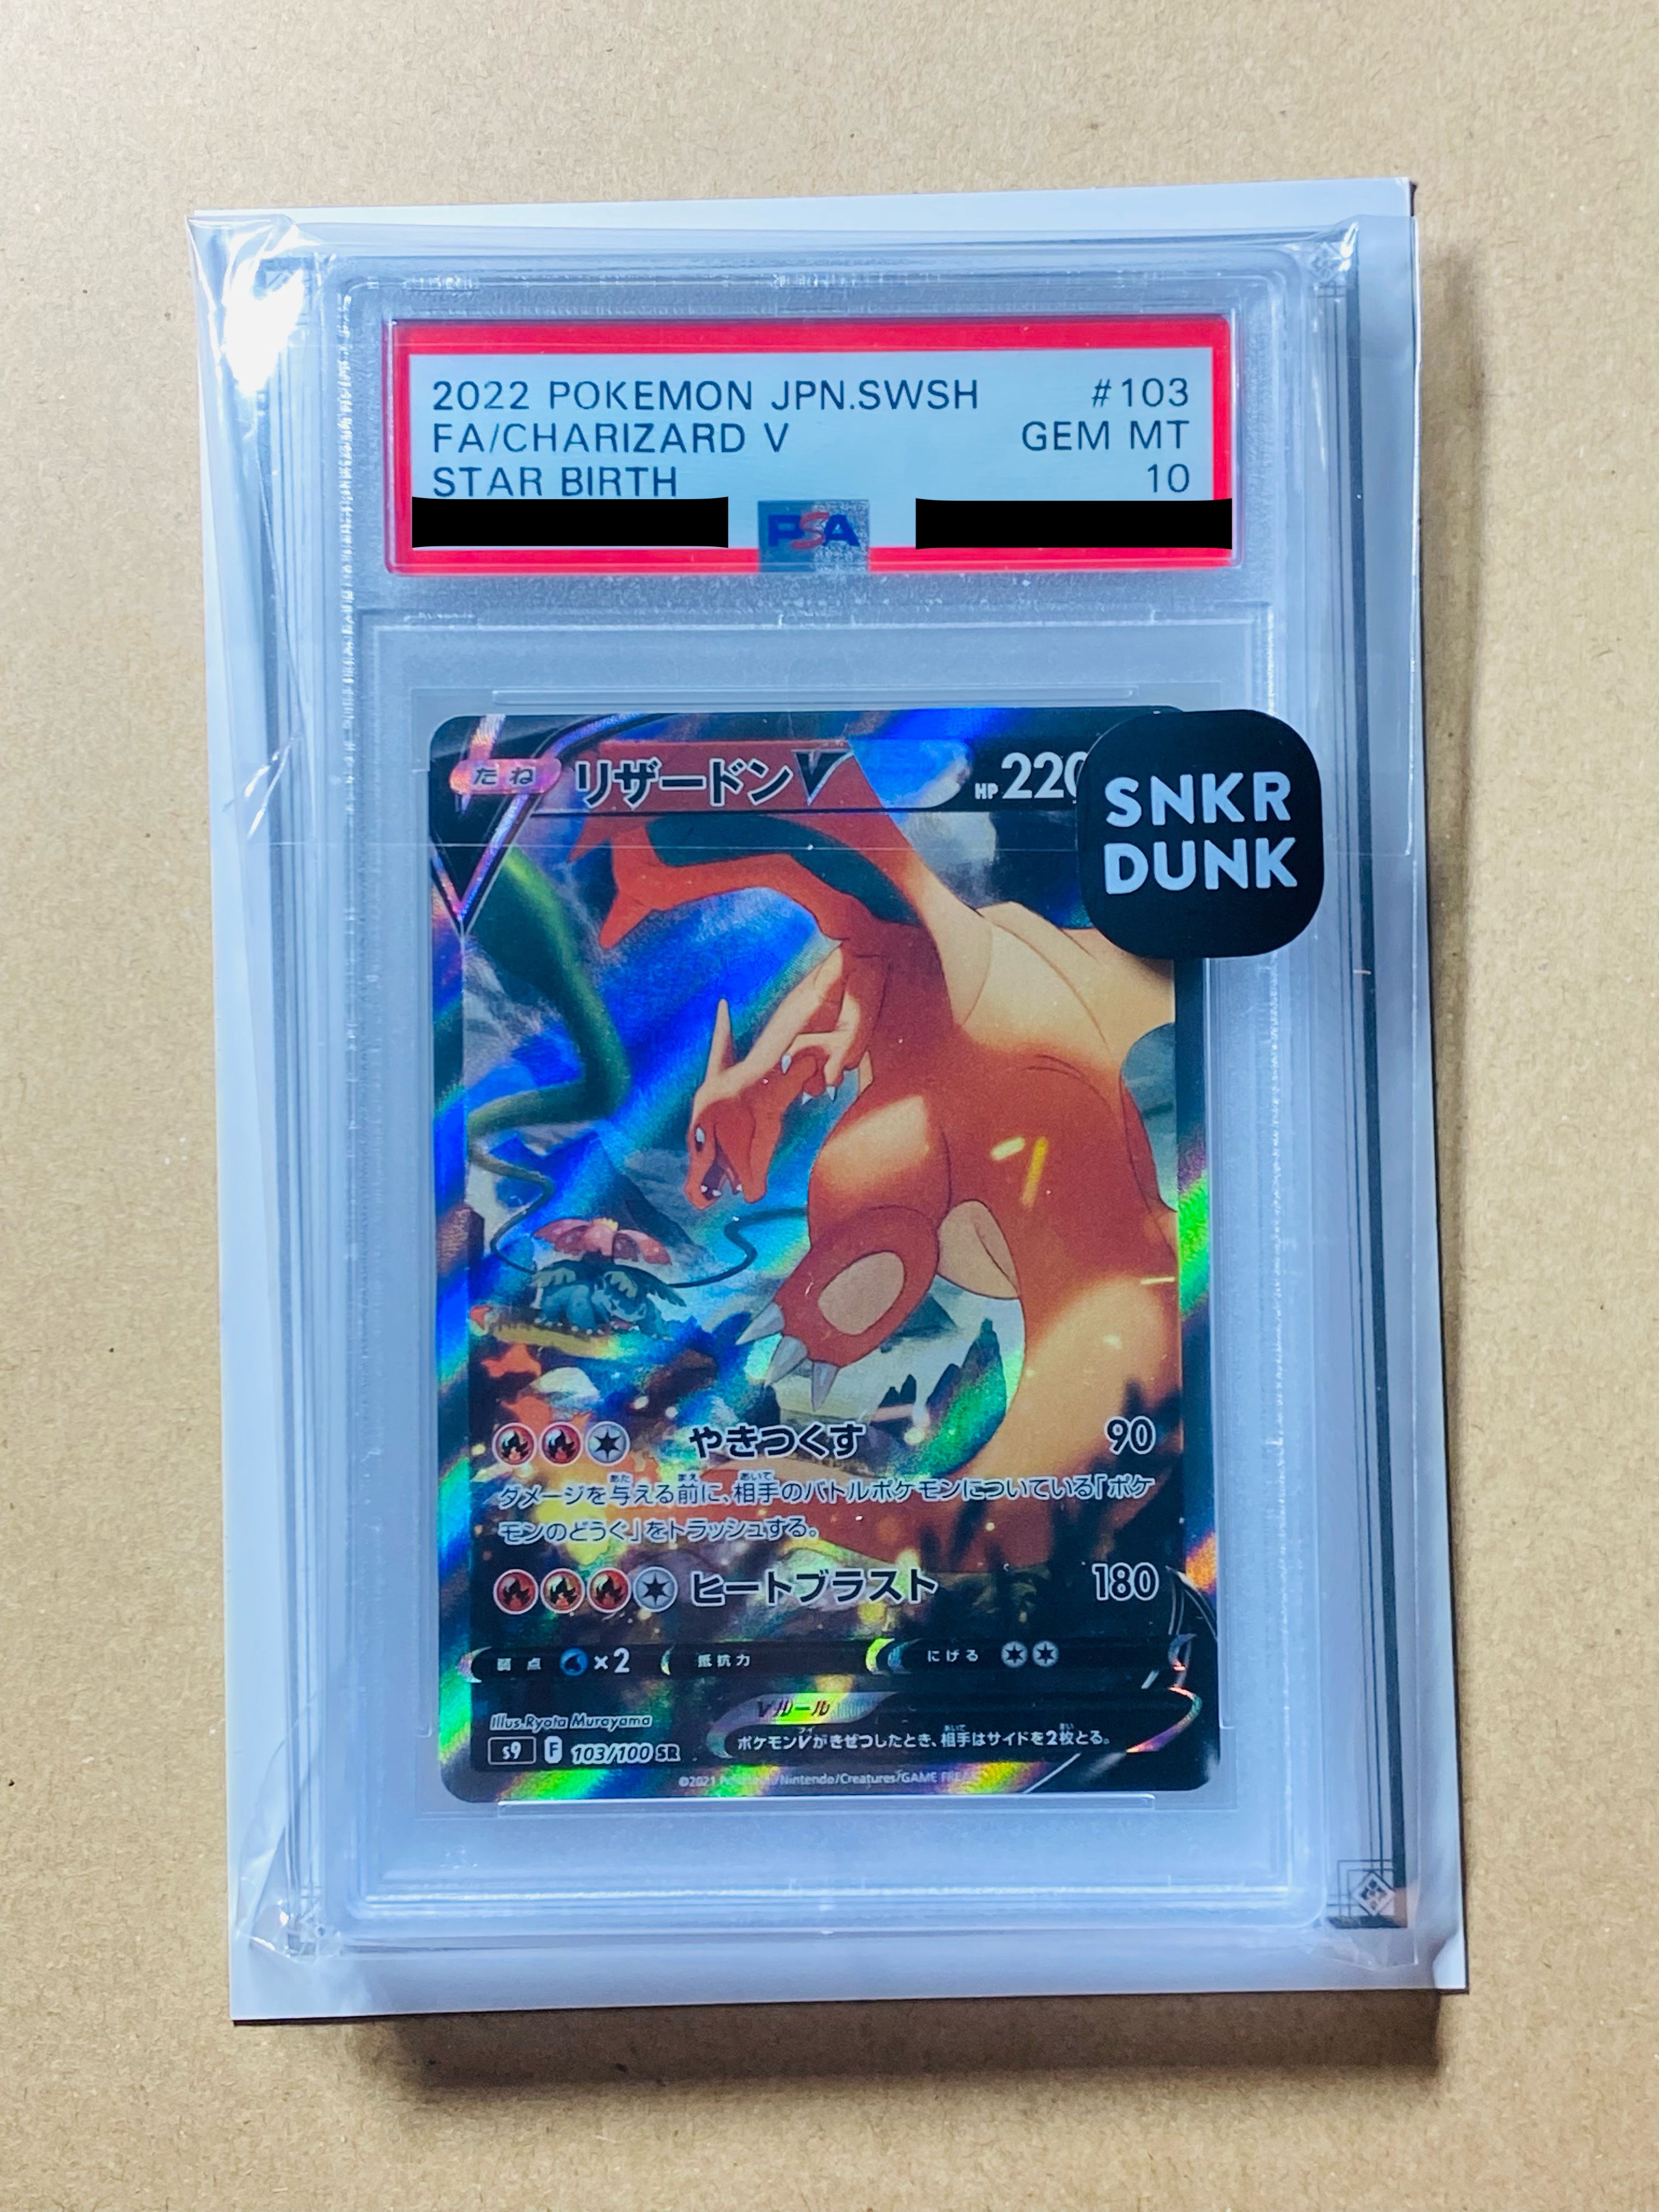 2022 POKEMON JPN.SWSH #103
FA/CHARIZARD V GEM MT
STAR BIRTH 10
PSA
たね リザードンV HP 220
SNKR
DUNK
やきつくす 90
ダメージを与える前に、相手のバトルポケモンについている「ポケ
モンのどうぐ」をトラッシュする。
ヒートブラスト 180
弱点 ×2 抵抗力 にげる
Vルール
ポケモンVがきぜつしたとき、相手はサイドを2枚とる。
Illus.Ryota Murayama
s9 F 103/100 SR
©2021 Pokémon/Nintendo/Creatures/GAME FREAK